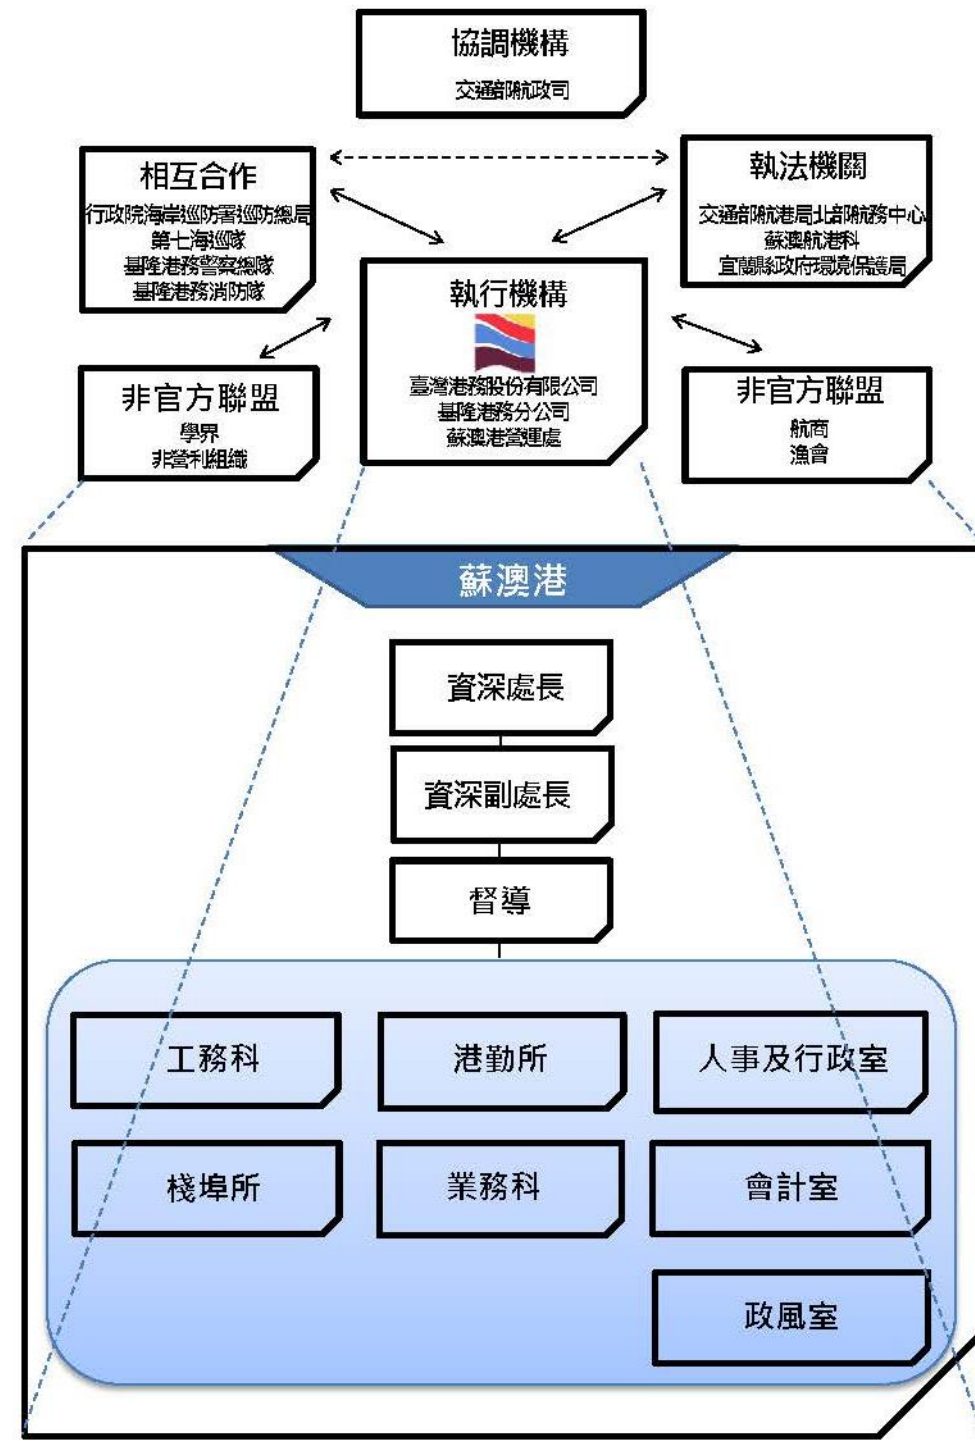 協調機構
交通部航政司
相互合作
行政院海岸巡防署巡防總局
第七海巡隊
基隆港務警察總隊
基隆港務消防隊
執法機關
交通部航港局北部航務中心
蘇澳航港科
宜蘭縣政府環境保護局
執行機構
臺灣港務股份有限公司
基隆港務分公司
蘇澳港營運處
非官方聯盟
學界
非營利組織
非官方聯盟
航商
漁會
蘇澳港
資深處長
資深副處長
督導
工務科
港勤所
人事及行政室
棧埠所
業務科
會計室
政風室